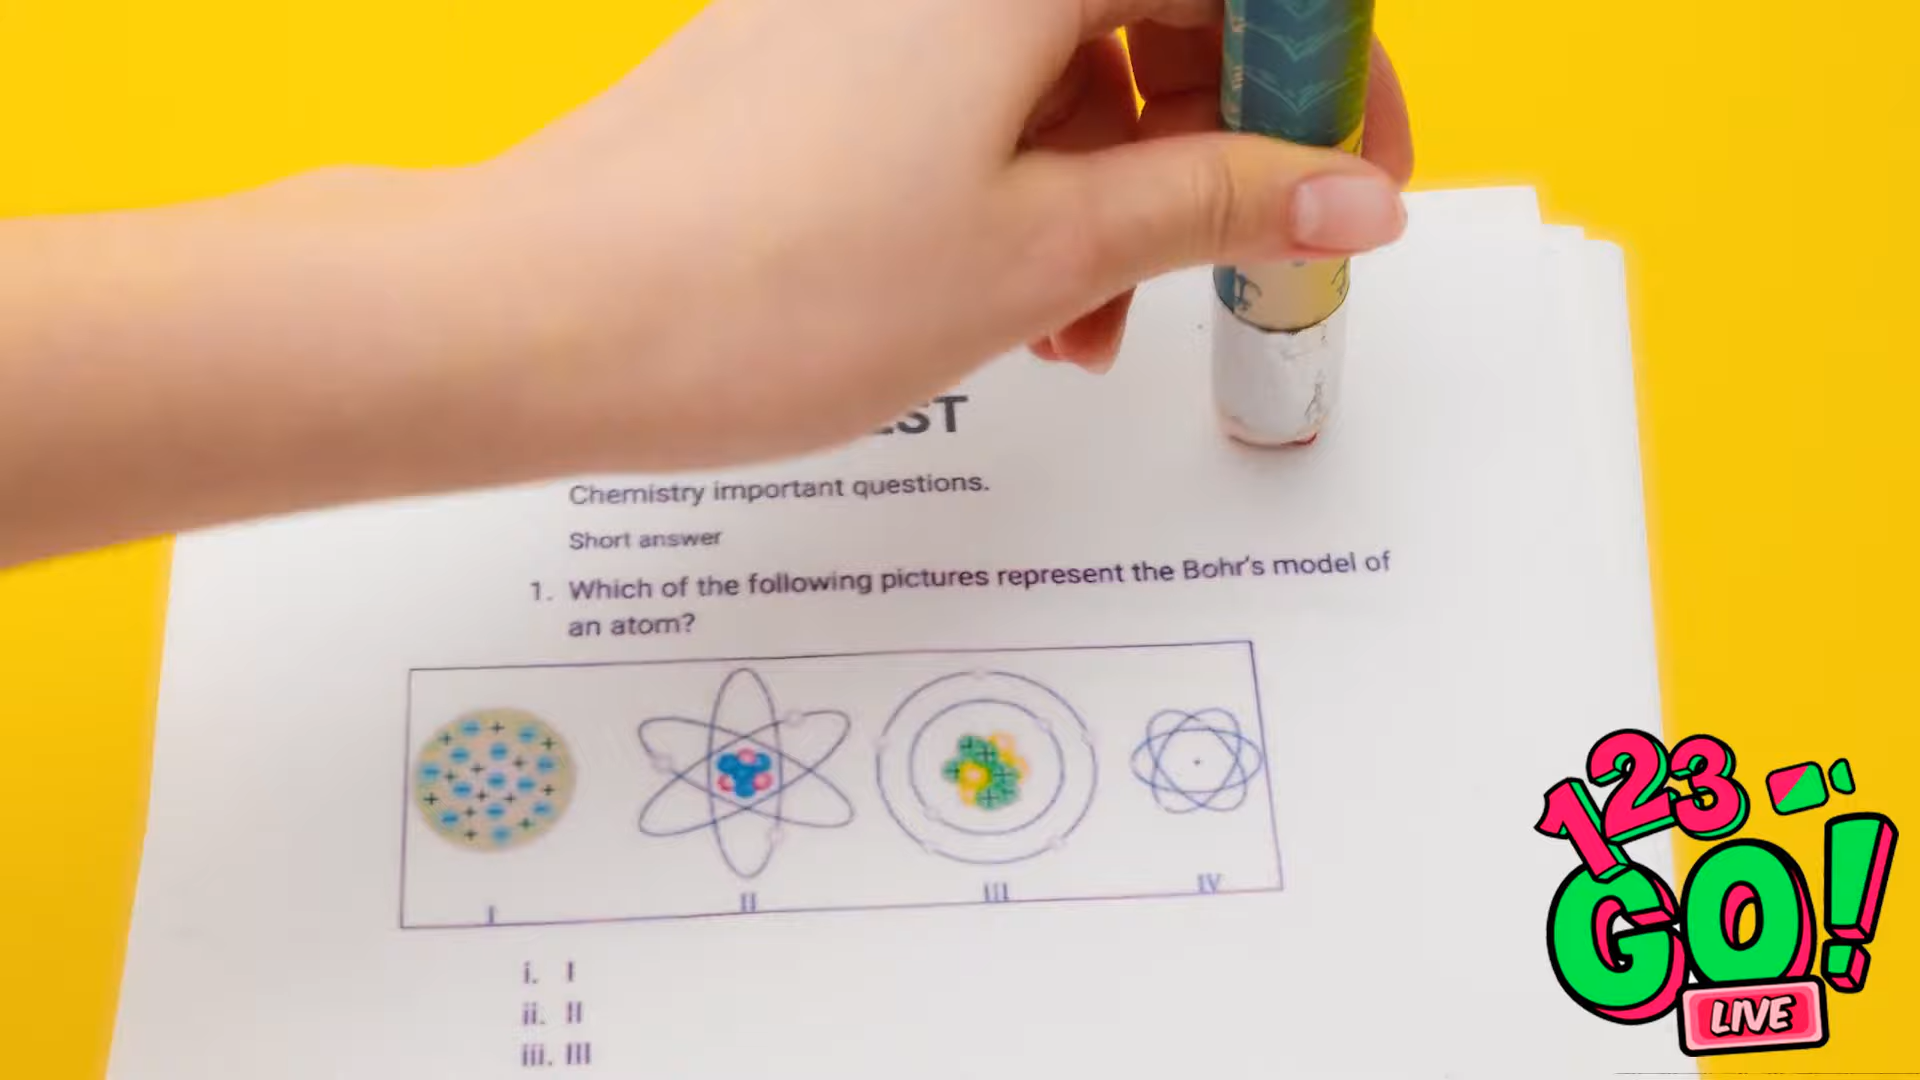 Chemistry important questions.
Short answer
1. Which of the following pictures represent the Bohr's model of
an atom?
I II III IV
i. I
ii. II
iii. III
123
GO!
LIVE